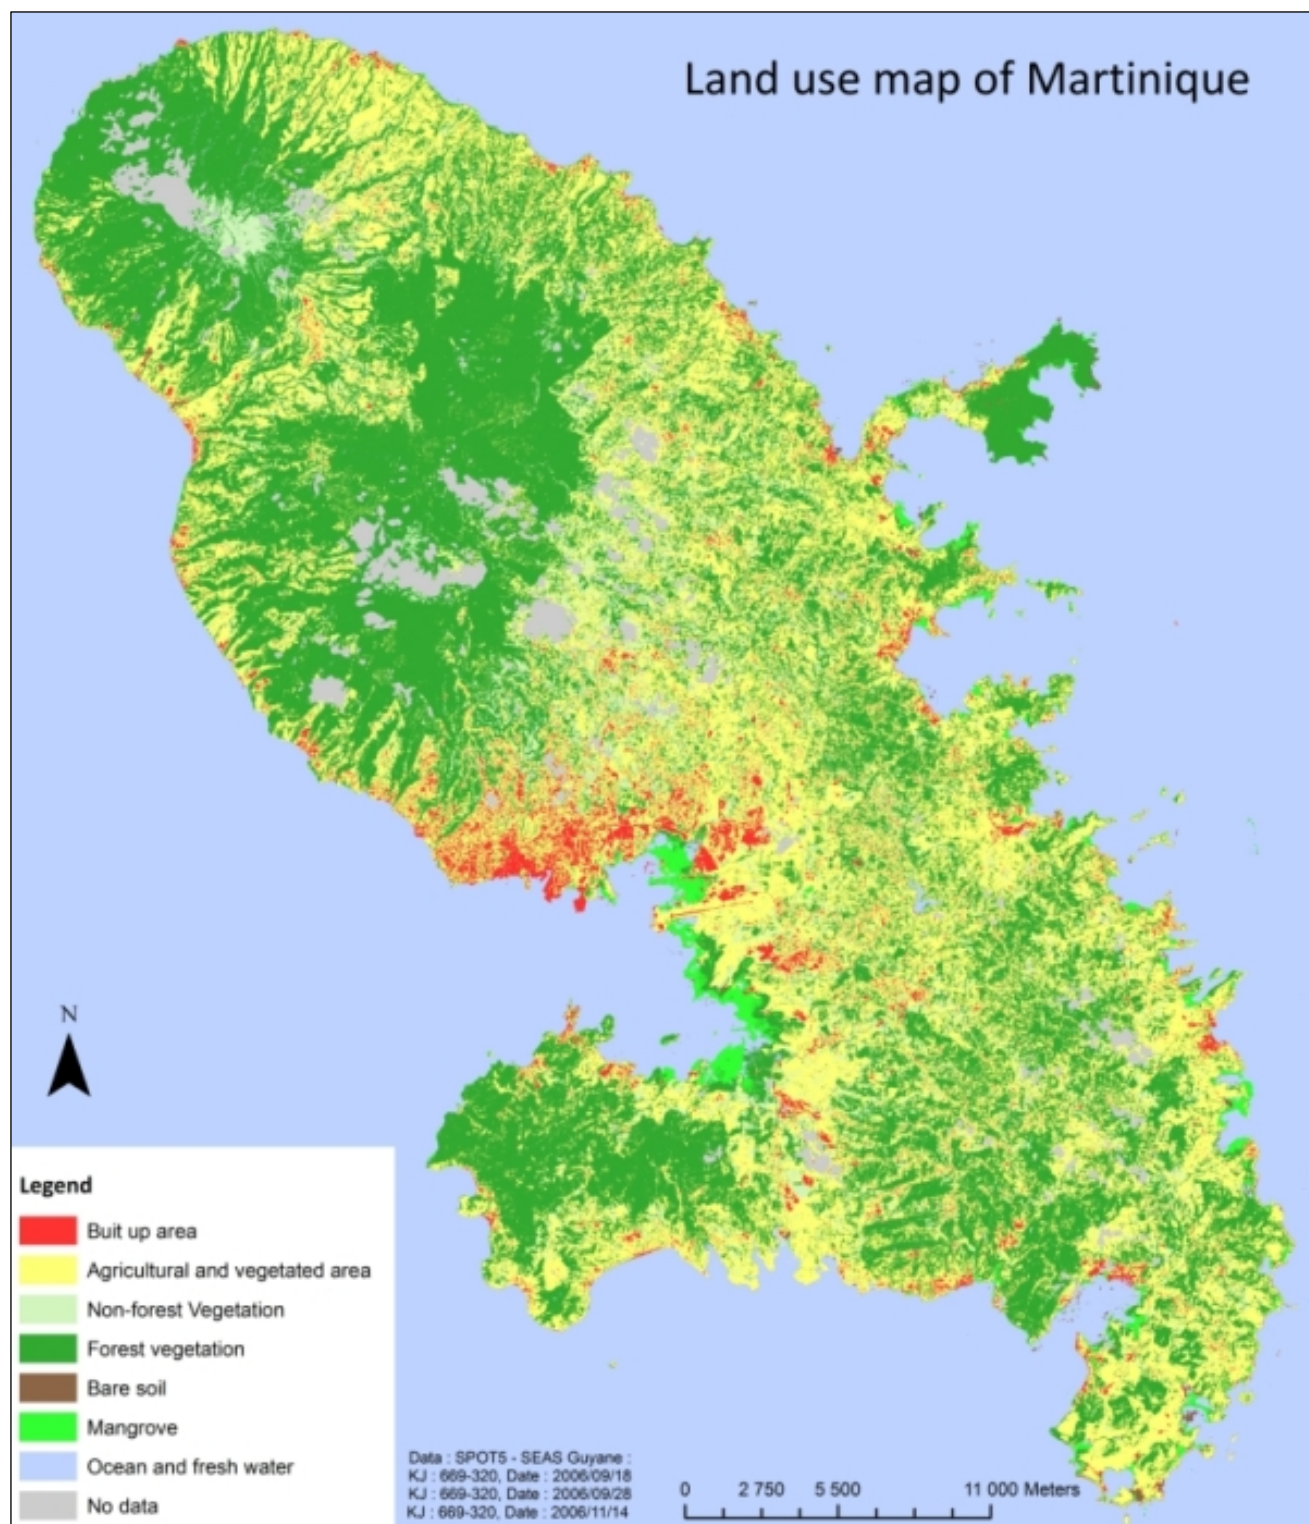 Land use map of Martinique
N
Legend
Buit up area
Agricultural and vegetated area
Non-forest Vegetation
Forest vegetation
Bare soil
Mangrove
Ocean and fresh water
No data
Data : SPOT5 - SEAS Guyane :
KJ : 669-320, Date : 2006/09/18
KJ : 669-320, Date : 2006/09/28
KJ : 669-320, Date : 2006/11/14
0 2 750 5 500 11 000 Meters